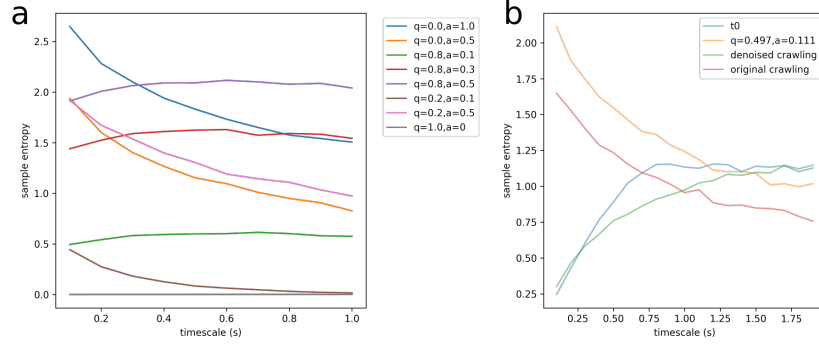 a
sample entropy
2.5
2.0
1.5
1.0
0.5
0.0
0.2
0.4
0.6
0.8
1.0
timescale (s)
q=0.0,a=1.0
q=0.0,a=0.5
q=0.8,a=0.1
q=0.8,a=0.3
q=0.8,a=0.5
q=0.2,a=0.1
q=0.2,a=0.5
q=1.0,a=0
b
sample entropy
2.00
1.75
1.50
1.25
1.00
0.75
0.50
0.25
0.25
0.50
0.75
1.00
1.25
1.50
1.75
timescale (s)
t0
q=0.497,a=0.111
denoised crawling
original crawling